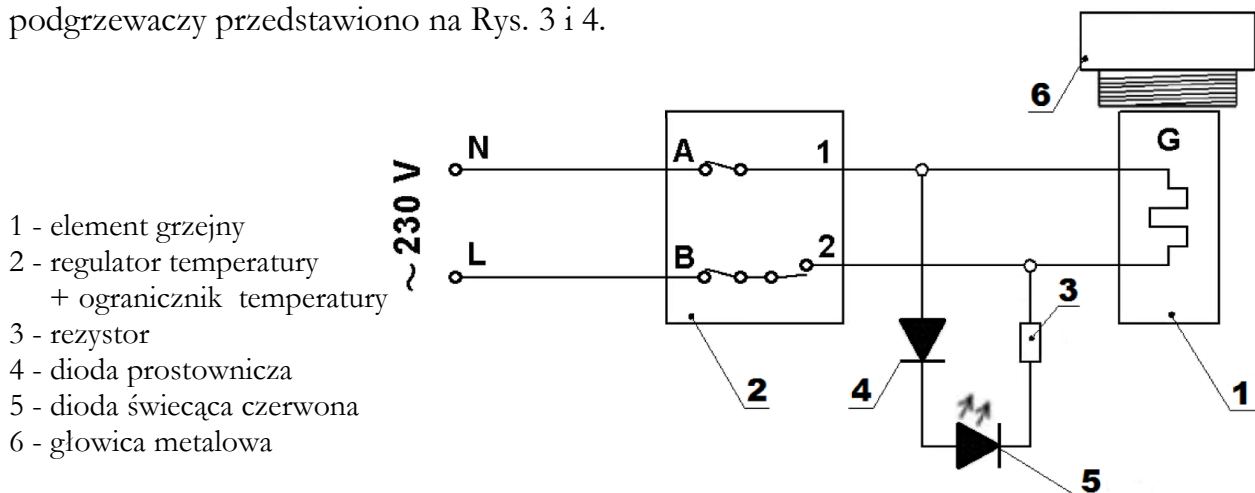 podgrzewaczy przedstawiono na Rys. 3 i 4.
1 - element grzejny
2 - regulator temperatury
+ ogranicznik temperatury
3 - rezystor
4 - dioda prostownicza
5 - dioda świecąca czerwona
6 - głowica metalowa
~ 230 V
N
L
A
1
B
2
2
4
3
5
6
G
1